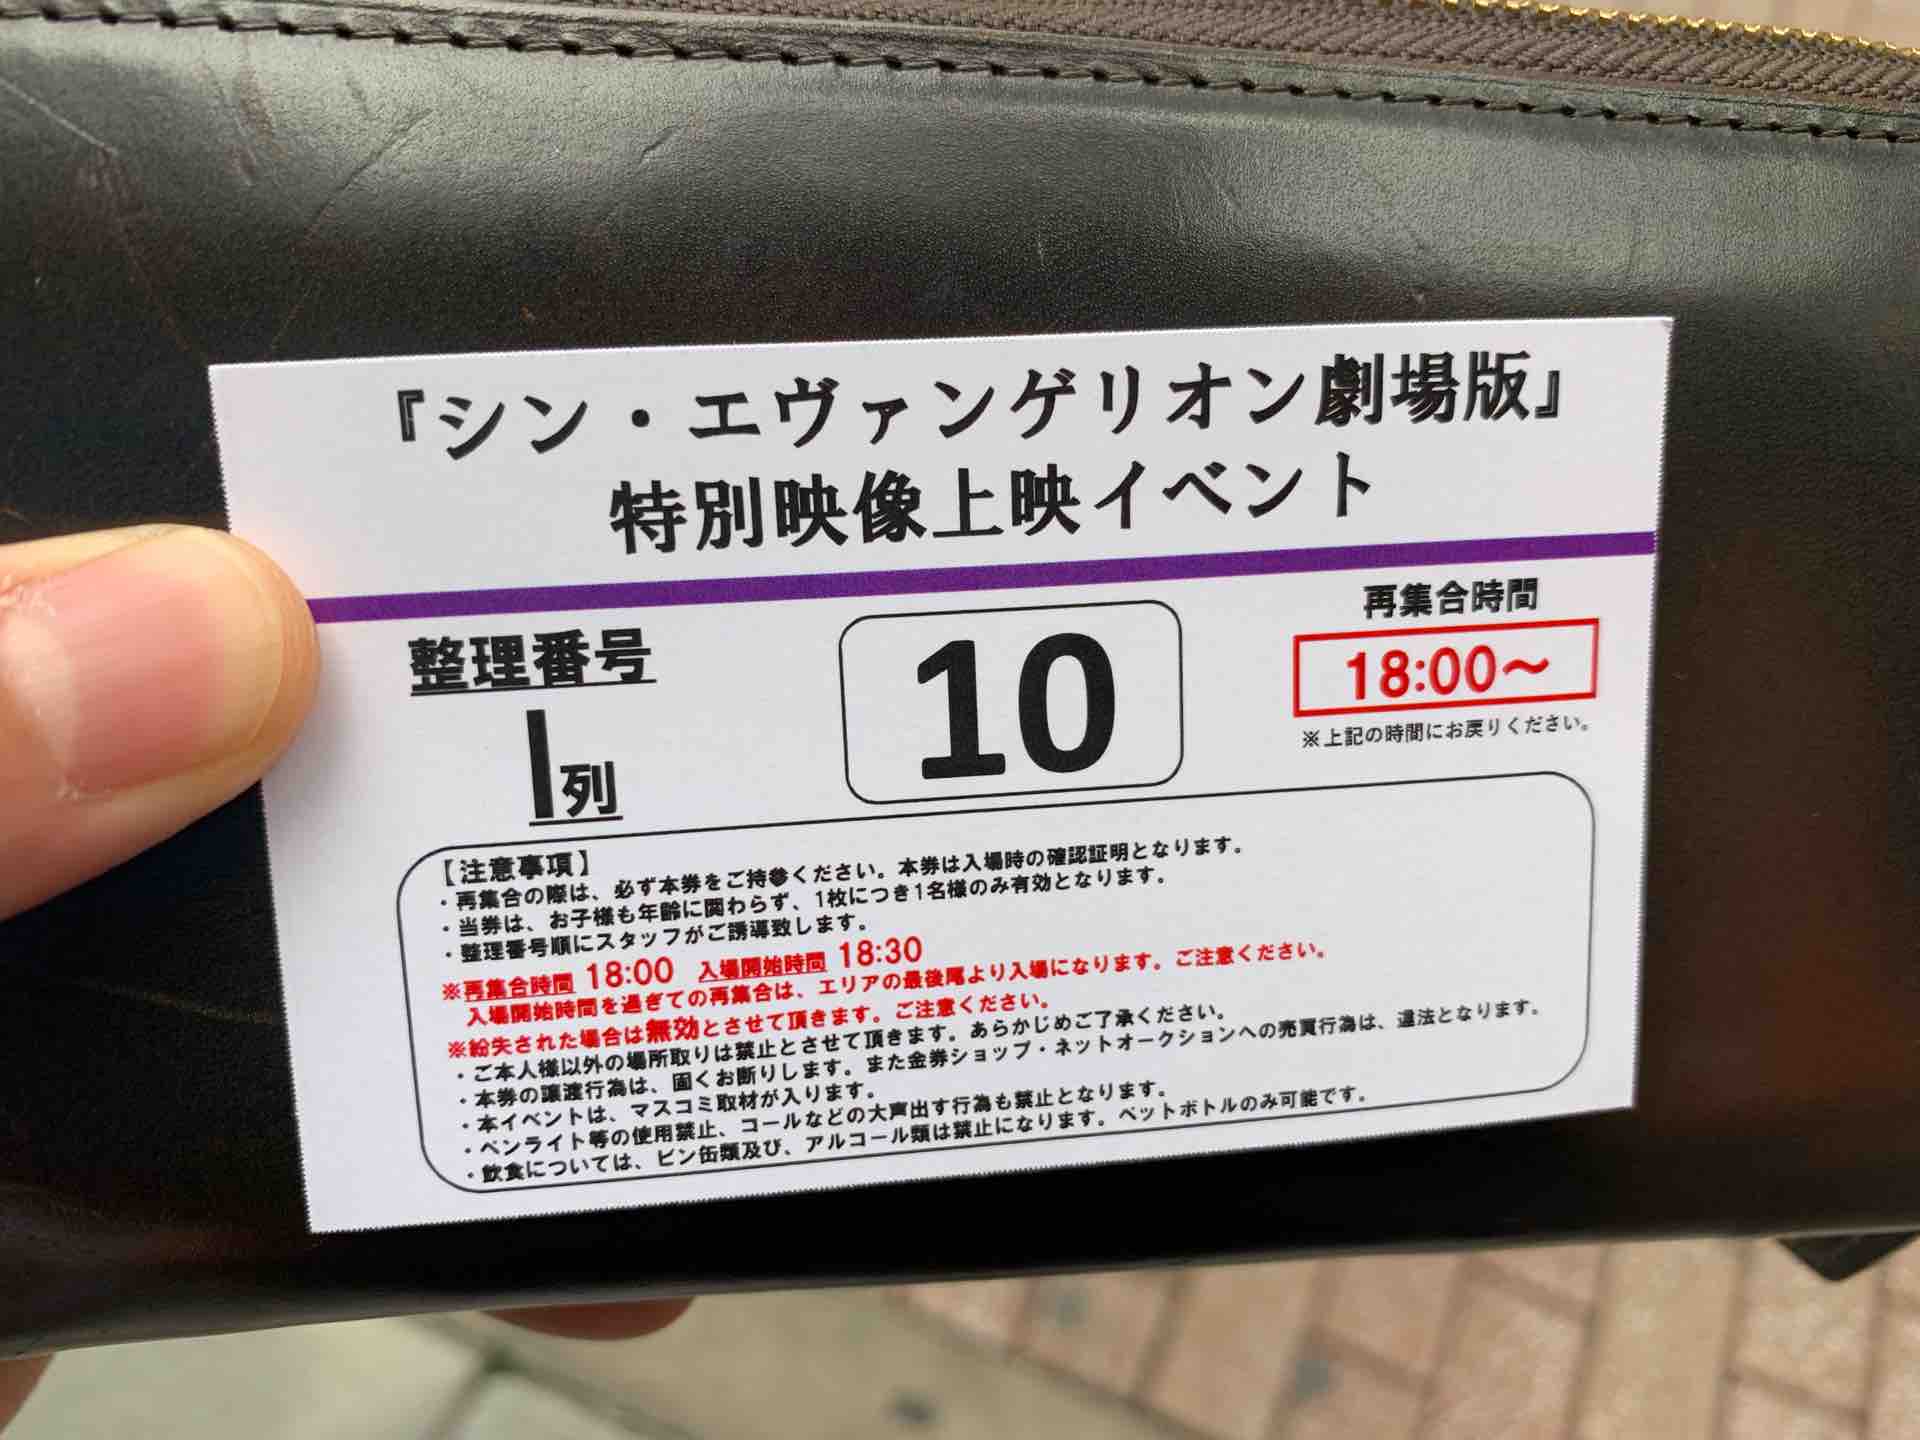 『シン・エヴァンゲリオン劇場版』
特別映像上映イベント
整理番号
I列
10
再集合時間
18:00～
※上記の時間にお戻りください。
【注意事項】
・再集合の際は、必ず本券をご持参ください。本券は入場時の確認証明となります。
・当券は、お子様も年齢に関わらず、1枚につき1名様のみ有効となります。
・整理番号順にスタッフがご誘導致します。
※再集合時間 18:00 入場開始時間 18:30
入場開始時間を過ぎての再集合は、エリアの最後尾より入場になります。ご注意ください。
※紛失された場合は無効とさせて頂きます。ご注意ください。
・ご本人様以外の場所取りは禁止とさせて頂きます。あらかじめご了承ください。
・本券の譲渡行為は、固くお断りします。また金券ショップ・ネットオークションへの売買行為は、違法となります。
・本イベントは、マスコミ取材が入ります。
・ペンライト等の使用禁止、コールなどの大声出す行為も禁止となります。
・飲食については、ビン缶類及び、アルコール類は禁止になります。ペットボトルのみ可能です。